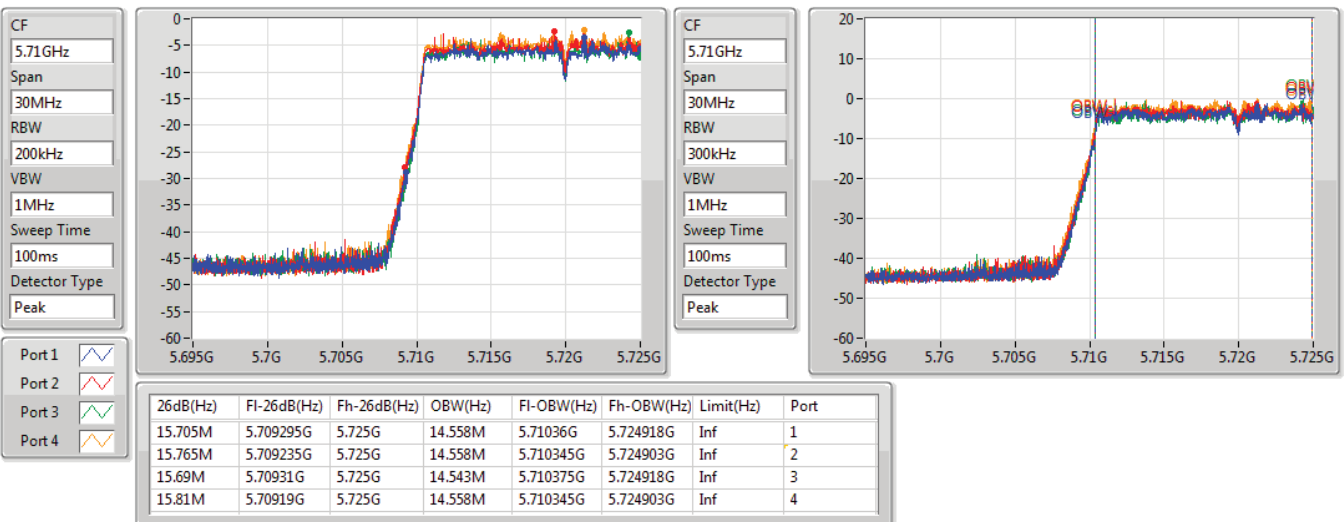 CF
5.71GHz
Span
30MHz
RBW
200kHz
VBW
1MHz
Sweep Time
100ms
Detector Type
Peak
0
-5
-10
-15
-20
-25
-30
-35
-40
-45
-50
-55
-60
5.695G 5.7G 5.705G 5.71G 5.715G 5.72G 5.725G
CF
5.71GHz
Span
30MHz
RBW
300kHz
VBW
1MHz
Sweep Time
100ms
Detector Type
Peak
20
10
0
-10
-20
-30
-40
-50
-60
5.695G 5.7G 5.705G 5.71G 5.715G 5.72G 5.725G
Port 1
Port 2
Port 3
Port 4
26dB(Hz) Fl-26dB(Hz) Fh-26dB(Hz) OBW(Hz) Fl-OBW(Hz) Fh-OBW(Hz) Limit(Hz) Port
15.705M 5.709295G 5.725G 14.558M 5.71036G 5.724918G Inf 1
15.765M 5.709235G 5.725G 14.558M 5.710345G 5.724903G Inf 2
15.69M 5.70931G 5.725G 14.543M 5.710375G 5.724918G Inf 3
15.81M 5.70919G 5.725G 14.558M 5.710345G 5.724903G Inf 4